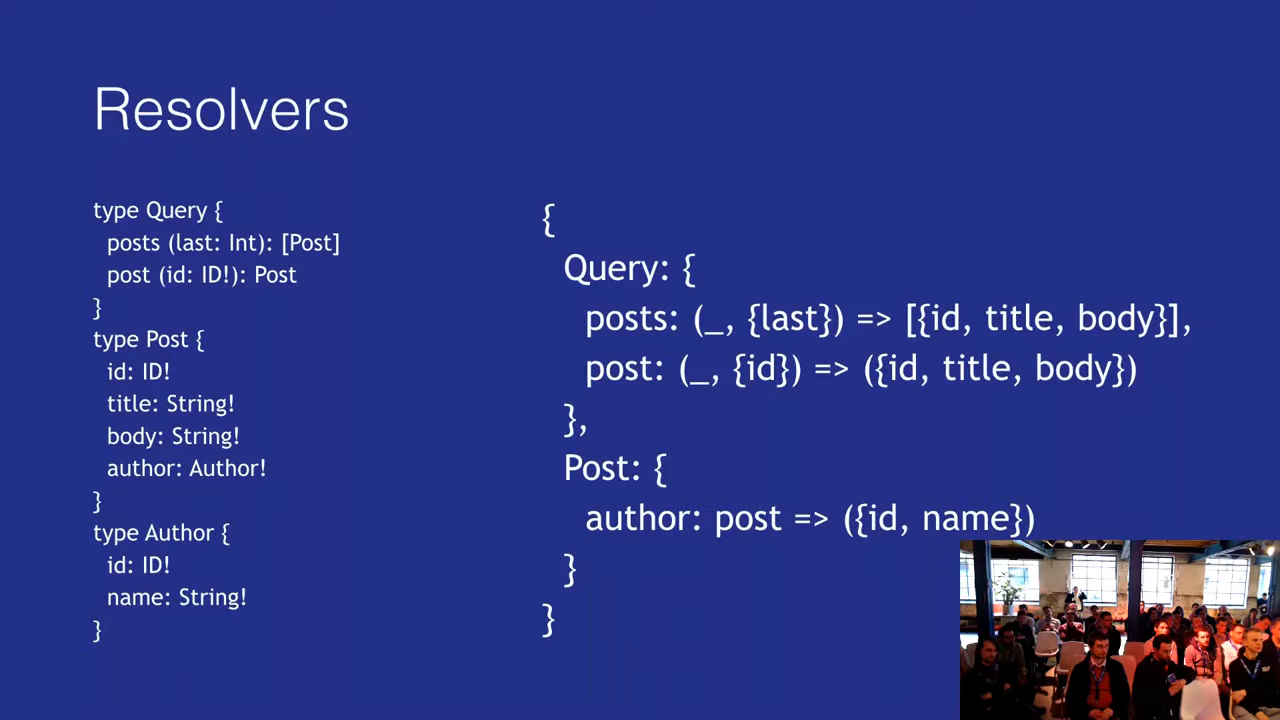 Resolvers
type Query {
posts (last: Int): [Post]
post (id: ID!): Post
}
type Post {
id: ID!
title: String!
body: String!
author: Author!
}
type Author {
id: ID!
name: String!
}
{
Query: {
posts: (_, {last}) => [{id, title, body}],
post: (_, {id}) => ({id, title, body})
},
Post: {
author: post => ({id, name})
}
}